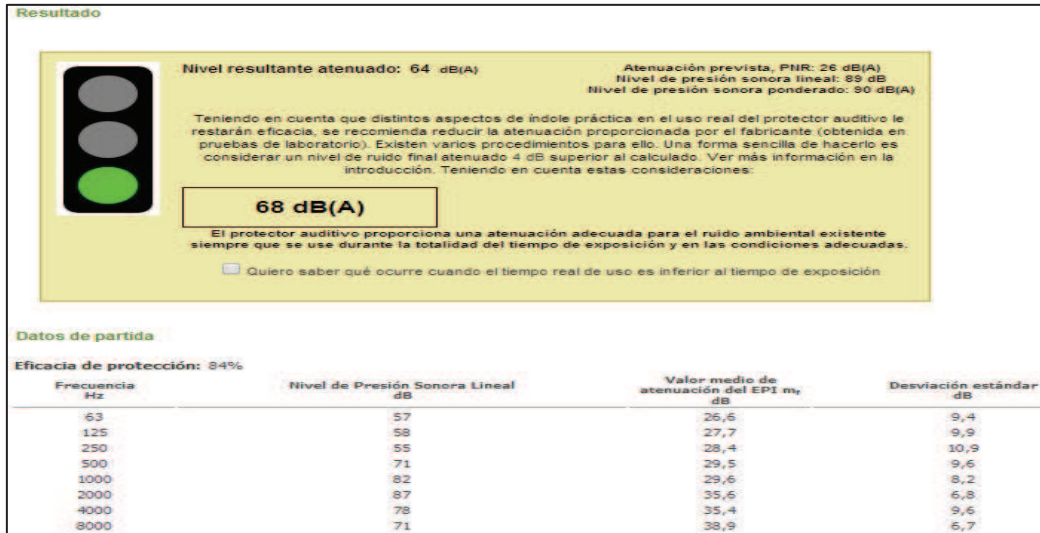 Resultado
Nivel resultante atenuado: 64 dB(A)
Atenuación prevista, PNR: 26 dB(A)
Nivel de presión sonora lineal: 89 dB
Nivel de presión sonora ponderado: 90 dB(A)
Teniendo en cuenta que distintos aspectos de índole práctica en el uso real del protector auditivo le
restarán eficacia, se recomienda reducir la atenuación proporcionada por el fabricante (obtenida en
pruebas de laboratorio). Existen varios procedimientos para ello. Una forma sencilla de hacerlo es
considerar un nivel de ruido final atenuado 4 dB superior al calculado. Ver más información en la
introducción. Teniendo en cuenta estas consideraciones:
68 dB(A)
El protector auditivo proporciona una atenuación adecuada para el ruido ambiental existente
siempre que se use durante la totalidad del tiempo de exposición y en las condiciones adecuadas.
Quiero saber qué ocurre cuando el tiempo real de uso es inferior al tiempo de exposición
Datos de partida
Eficacia de protección: 84%
Frecuencia Hz Nivel de Presión Sonora Lineal dB Valor medio de atenuación del EPI mf dB Desviación estándar dB
63 57 26,6 9,4
125 58 27,7 9,9
250 55 28,4 10,9
500 71 29,5 9,6
1000 82 29,6 8,2
2000 87 35,6 6,8
4000 78 35,4 9,6
8000 71 38,9 6,7